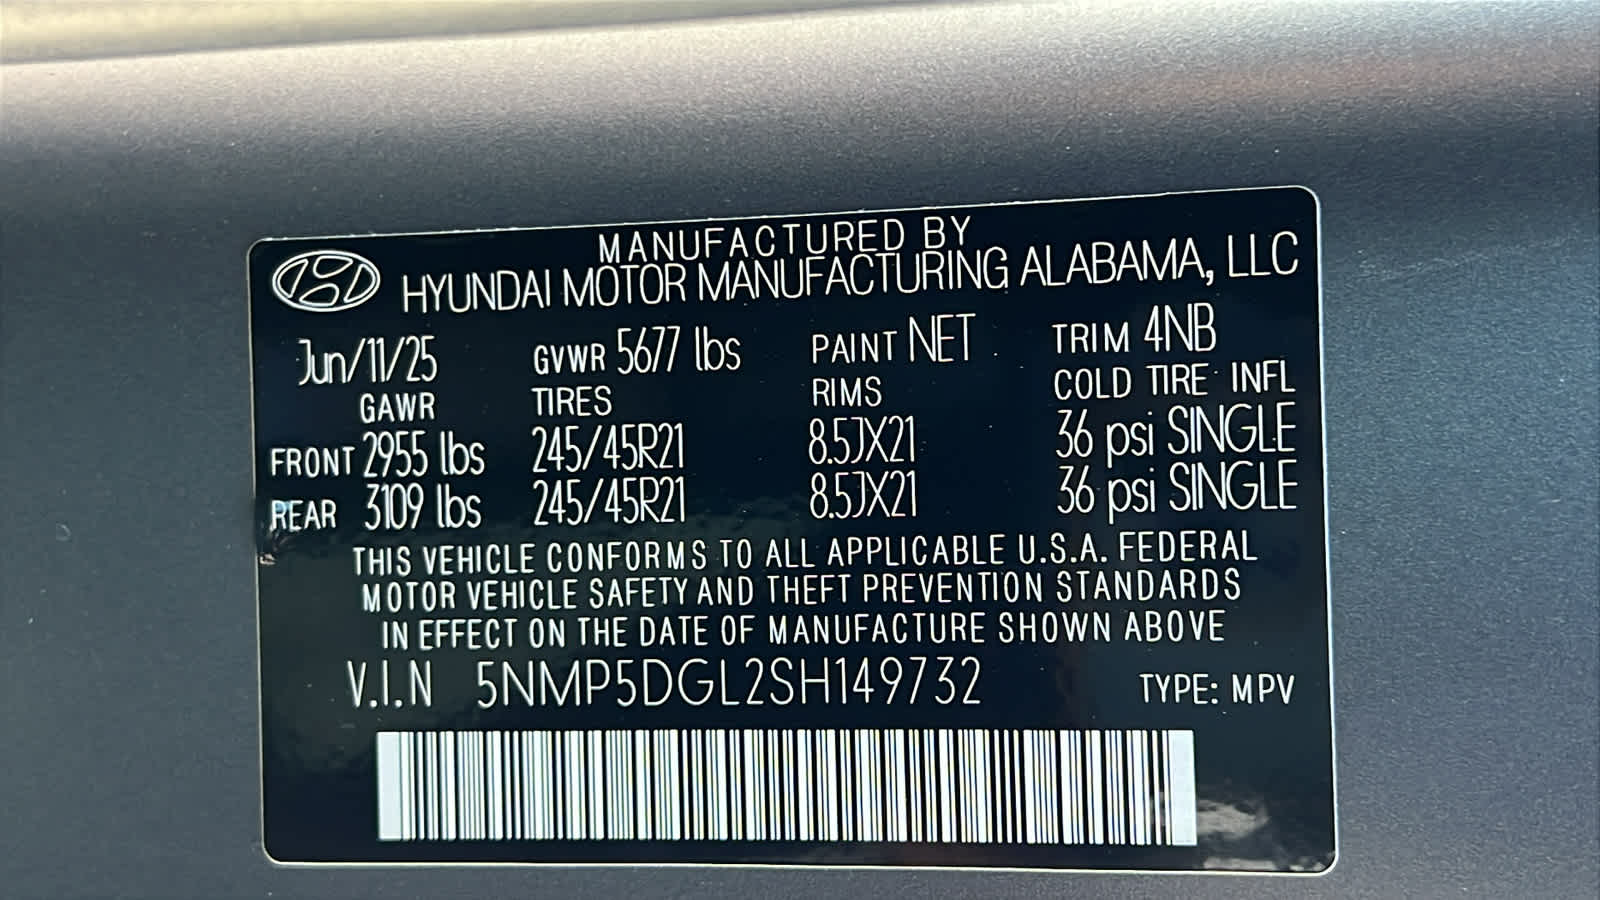 MANUFACTURED BY
HYUNDAI MOTOR MANUFACTURING ALABAMA, LLC
Jun/11/25 GVWR 5677 lbs PAINT NET TRIM 4NB
GAWR TIRES RIMS COLD TIRE INFL
FRONT 2955 lbs 245/45R21 8.5JX21 36 psi SINGLE
REAR 3109 lbs 245/45R21 8.5JX21 36 psi SINGLE
THIS VEHICLE CONFORMS TO ALL APPLICABLE U.S.A. FEDERAL
MOTOR VEHICLE SAFETY AND THEFT PREVENTION STANDARDS
IN EFFECT ON THE DATE OF MANUFACTURE SHOWN ABOVE
V.I.N 5NMP5DGL2SH149732 TYPE: MPV